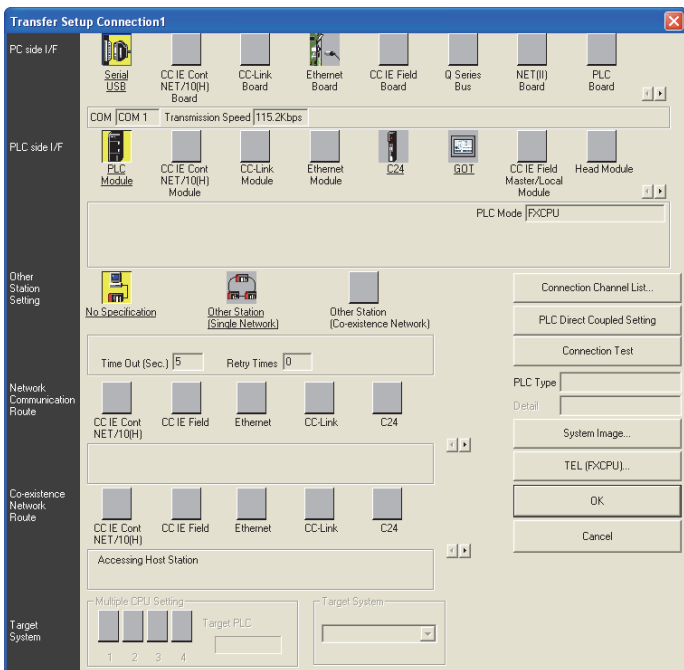 Transfer Setup Connection1
PC side I/F
Serial
USB
CC IE Cont
NET/10(H)
Board
CC-Link
Board
Ethernet
Board
CC IE Field
Board
Q Series
Bus
NET(II)
Board
PLC
Board
COM COM 1 Transmission Speed 115.2Kbps
PLC side I/F
PLC
Module
CC IE Cont
NET/10(H)
Module
CC-Link
Module
Ethernet
Module
C24
GOT
CC IE Field
Master/Local
Module
Head Module
PLC Mode FXCPU
Other
Station
Setting
No Specification
Other Station
(Single Network)
Other Station
(Co-existence Network)
Time Out (Sec.) 5 Retry Times 0
Connection Channel List...
PLC Direct Coupled Setting
Connection Test
PLC Type
Detail
System Image...
TEL (FXCPU)...
OK
Cancel
Network
Communication
Route
CC IE Cont
NET/10(H)
CC IE Field
Ethernet
CC-Link
C24
Co-existence
Network
Route
CC IE Cont
NET/10(H)
CC IE Field
Ethernet
CC-Link
C24
Accessing Host Station
Target
System
Multiple CPU Setting
1 2 3 4
Target PLC
Target System